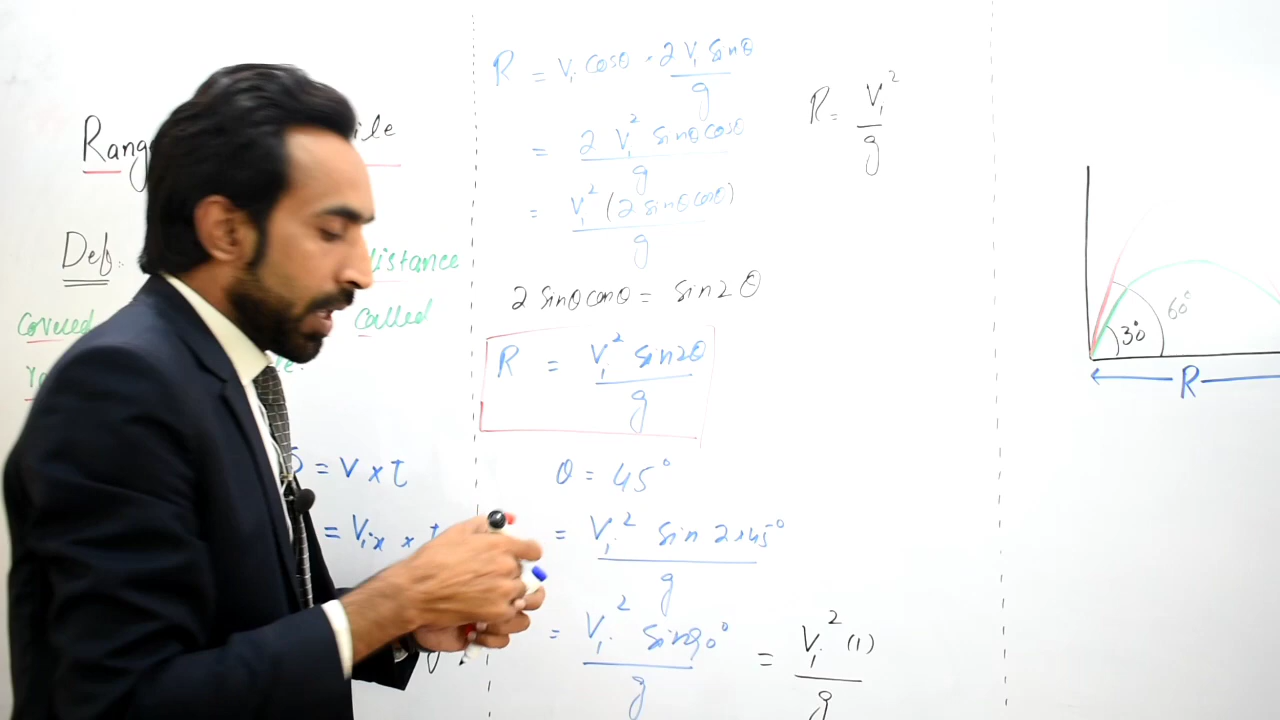 Rang
ile
Def:
distance
covered
called
= V × t
= Vix × t
R = Vi cosθ · 2 Vi sinθ / g
= 2 Vi² sinθ cosθ / g
= Vi² (2 sinθ cosθ) / g
2 sinθ cosθ = sin 2θ
R = Vi² sin2θ / g
θ = 45°
= Vi² sin 2×45° / g
= Vi² sin90° / g = Vi² (1) / g
R = Vi² / g
60°
30°
R